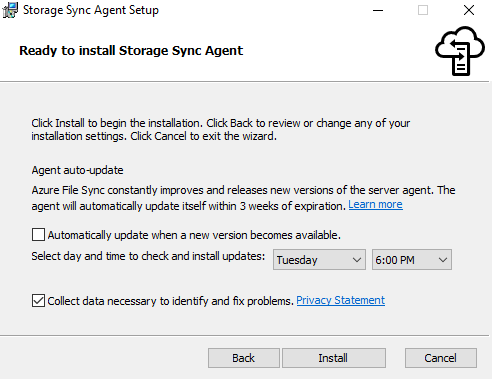 Storage Sync Agent Setup
Ready to install Storage Sync Agent
Click Install to begin the installation. Click Back to review or change any of your
installation settings. Click Cancel to exit the wizard.
Agent auto-update
Azure File Sync constantly improves and releases new versions of the server agent. The
agent will automatically update itself within 3 weeks of expiration. Learn more
Automatically update when a new version becomes available.
Select day and time to check and install updates: Tuesday 6:00 PM
Collect data necessary to identify and fix problems. Privacy Statement
Back Install Cancel